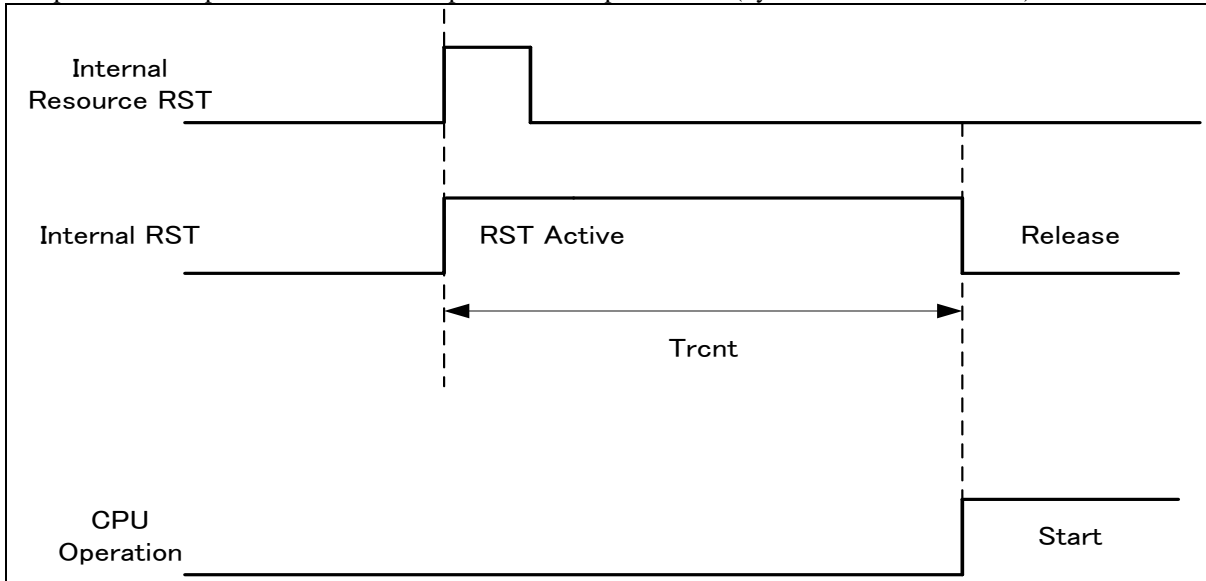 Internal
Resource RST
Internal RST
RST Active
Release
Trcnt
CPU
Operation
Start